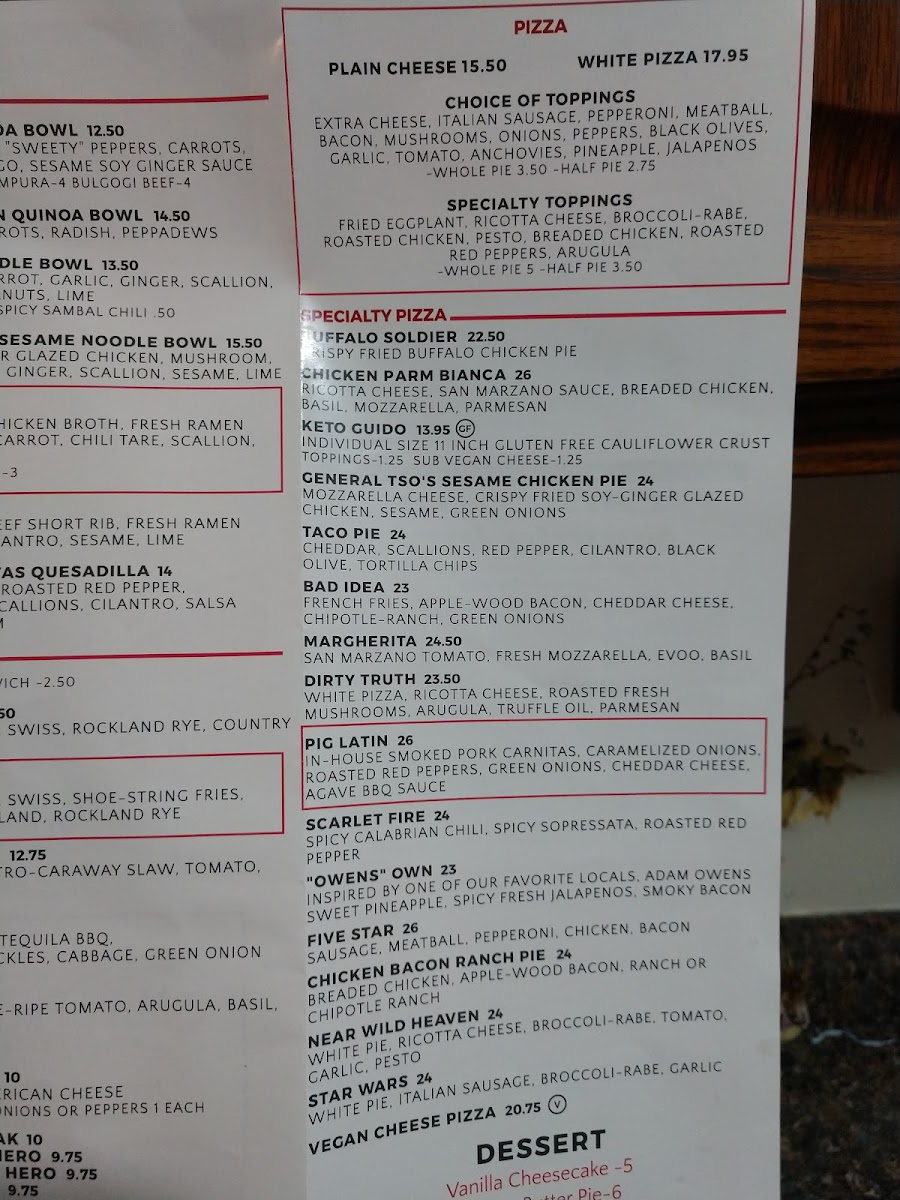 BOWL 12.50
"SWEETY" PEPPERS, CARROTS,
SESAME SOY GINGER SAUCE
-4 BULGOGI BEEF-4
QUINOA BOWL 14.50
RADISH, PEPPADEWS
BOWL 13.50
GARLIC, GINGER, SCALLION,
LIME
SPICY SAMBAL CHILI .50
SESAME NOODLE BOWL 15.50
GLAZED CHICKEN, MUSHROOM,
GINGER, SCALLION, SESAME, LIME
BROTH, FRESH RAMEN
CARROT, CHILI TARE, SCALLION,
-3
SHORT RIB, FRESH RAMEN
SESAME, LIME
QUESADILLA 14
ROASTED RED PEPPER,
CILANTRO, SALSA
-2.50
SWISS, ROCKLAND RYE, COUNTRY
SWISS, SHOE-STRING FRIES,
ROCKLAND RYE
12.75
-CARAWAY SLAW, TOMATO,
TEQUILA BBQ,
CABBAGE, GREEN ONION
-RIPE TOMATO, ARUGULA, BASIL,
10
CHEESE
ONIONS OR PEPPERS 1 EACH
10
HERO 9.75
HERO 9.75
9.75
PIZZA
PLAIN CHEESE 15.50 WHITE PIZZA 17.95
CHOICE OF TOPPINGS
EXTRA CHEESE, ITALIAN SAUSAGE, PEPPERONI, MEATBALL,
BACON, MUSHROOMS, ONIONS, PEPPERS, BLACK OLIVES,
GARLIC, TOMATO, ANCHOVIES, PINEAPPLE, JALAPENOS
-WHOLE PIE 3.50 -HALF PIE 2.75
SPECIALTY TOPPINGS
FRIED EGGPLANT, RICOTTA CHEESE, BROCCOLI-RABE,
ROASTED CHICKEN, PESTO, BREADED CHICKEN, ROASTED
RED PEPPERS, ARUGULA
-WHOLE PIE 5 -HALF PIE 3.50
SPECIALTY PIZZA
BUFFALO SOLDIER 22.50
CRISPY FRIED BUFFALO CHICKEN PIE
CHICKEN PARM BIANCA 26
RICOTTA CHEESE, SAN MARZANO SAUCE, BREADED CHICKEN,
BASIL, MOZZARELLA, PARMESAN
KETO GUIDO 13.95 GF
INDIVIDUAL SIZE 11 INCH GLUTEN FREE CAULIFLOWER CRUST
TOPPINGS-1.25 SUB VEGAN CHEESE-1.25
GENERAL TSO'S SESAME CHICKEN PIE 24
MOZZARELLA CHEESE, CRISPY FRIED SOY-GINGER GLAZED
CHICKEN, SESAME, GREEN ONIONS
TACO PIE 24
CHEDDAR, SCALLIONS, RED PEPPER, CILANTRO, BLACK
OLIVE, TORTILLA CHIPS
BAD IDEA 23
FRENCH FRIES, APPLE-WOOD BACON, CHEDDAR CHEESE,
CHIPOTLE-RANCH, GREEN ONIONS
MARGHERITA 24.50
SAN MARZANO TOMATO, FRESH MOZZARELLA, EVOO, BASIL
DIRTY TRUTH 23.50
WHITE PIZZA, RICOTTA CHEESE, ROASTED FRESH
MUSHROOMS, ARUGULA, TRUFFLE OIL, PARMESAN
PIG LATIN 26
IN-HOUSE SMOKED PORK CARNITAS, CARAMELIZED ONIONS,
ROASTED RED PEPPERS, GREEN ONIONS, CHEDDAR CHEESE,
AGAVE BBQ SAUCE
SCARLET FIRE 24
SPICY CALABRIAN CHILI, SPICY SOPRESSATA, ROASTED RED
PEPPER
"OWENS" OWN 23
INSPIRED BY ONE OF OUR FAVORITE LOCALS, ADAM OWENS
SWEET PINEAPPLE, SPICY FRESH JALAPENOS, SMOKY BACON
FIVE STAR 26
SAUSAGE, MEATBALL, PEPPERONI, CHICKEN, BACON
CHICKEN BACON RANCH PIE 24
BREADED CHICKEN, APPLE-WOOD BACON, RANCH OR
CHIPOTLE RANCH
NEAR WILD HEAVEN 24
WHITE PIE, RICOTTA CHEESE, BROCCOLI-RABE, TOMATO,
GARLIC, PESTO
STAR WARS 24
WHITE PIE, ITALIAN SAUSAGE, BROCCOLI-RABE, GARLIC
VEGAN CHEESE PIZZA 20.75 V
DESSERT
Vanilla Cheesecake -5
Butter Pie-6